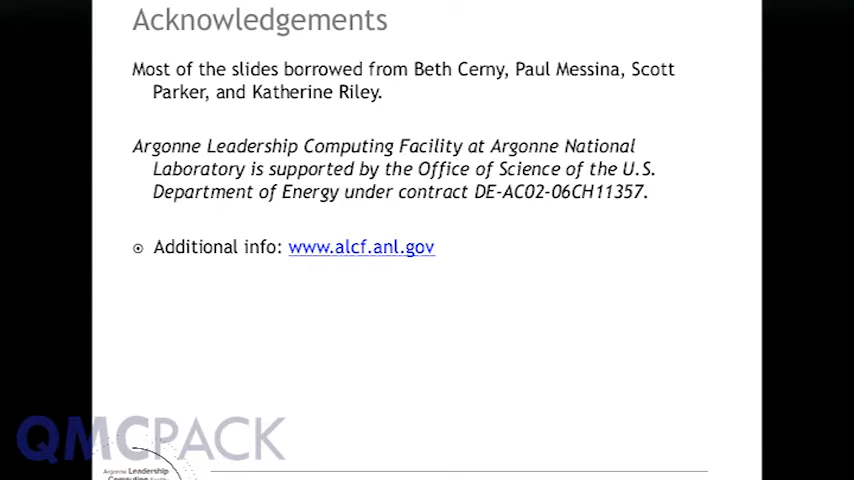 Acknowledgements
Most of the slides borrowed from Beth Cerny, Paul Messina, Scott
Parker, and Katherine Riley.
Argonne Leadership Computing Facility at Argonne National
Laboratory is supported by the Office of Science of the U.S.
Department of Energy under contract DE-AC02-06CH11357.
Additional info: www.alcf.anl.gov
QMCPACK
Argonne Leadership
Computing Facility